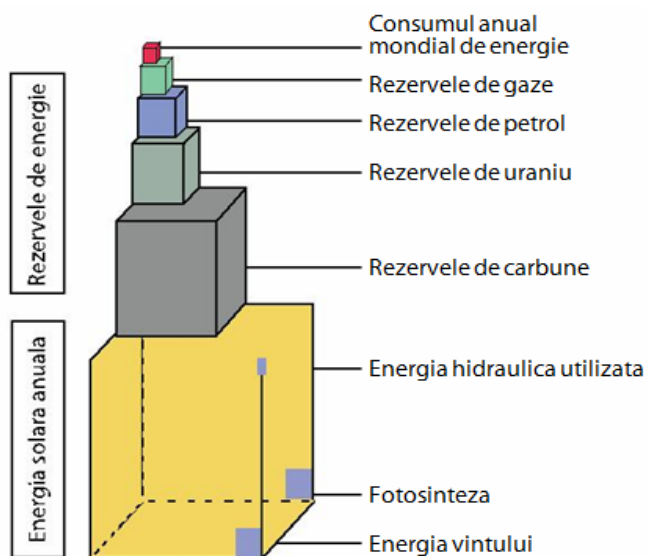 Consumul anual
mondial de energie
Rezervele de gaze
Rezervele de petrol
Rezervele de uraniu
Rezervele de carbune
Energia hidraulica utilizata
Fotosinteza
Energia vintului
Rezervele de energie
Energia solara anuala